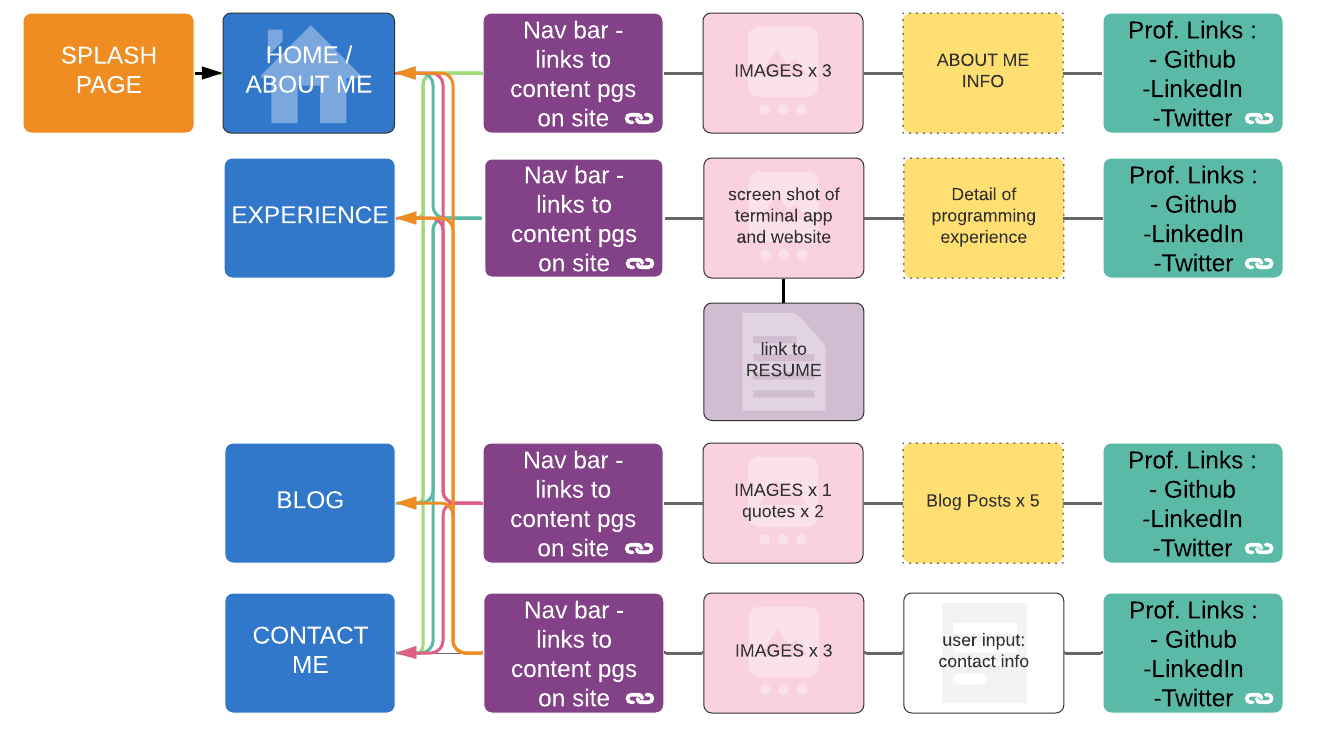 SPLASH
PAGE
HOME /
ABOUT ME
Nav bar -
links to
content pgs
on site
IMAGES x 3
ABOUT ME
INFO
Prof. Links :
- Github
-LinkedIn
-Twitter
EXPERIENCE
Nav bar -
links to
content pgs
on site
screen shot of
terminal app
and website
Detail of
programming
experience
Prof. Links :
- Github
-LinkedIn
-Twitter
link to
RESUME
BLOG
Nav bar -
links to
content pgs
on site
IMAGES x 1
quotes x 2
Blog Posts x 5
Prof. Links :
- Github
-LinkedIn
-Twitter
CONTACT
ME
Nav bar -
links to
content pgs
on site
IMAGES x 3
user input:
contact info
Prof. Links :
- Github
-LinkedIn
-Twitter